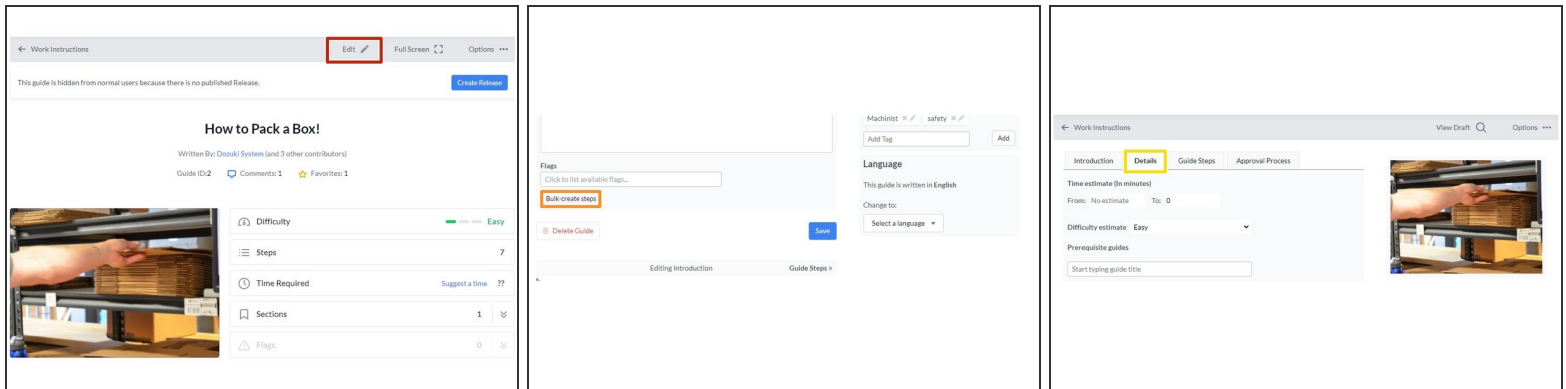 Work Instructions
Edit
Full Screen
Options
This guide is hidden from normal users because there is no published Release.
Create Release
How to Pack a Box!
Written By: Dozuki System (and 3 other contributors)
Guide ID:2
Comments: 1
Favorites: 1
Difficulty
Easy
Steps
7
Time Required
Suggest a time ??
Sections
1
Flags
0
Machinist
safety
Add Tag
Add
Flags
Click to list available flags...
Bulk-create steps
Delete Guide
Save
Language
This guide is written in English
Change to:
Select a language
Editing Introduction
Guide Steps »
Work Instructions
View Draft
Options
Introduction
Details
Guide Steps
Approval Process
Time estimate (In minutes)
From: No estimate
To: 0
Difficulty estimate Easy
Prerequisite guides
Start typing guide title